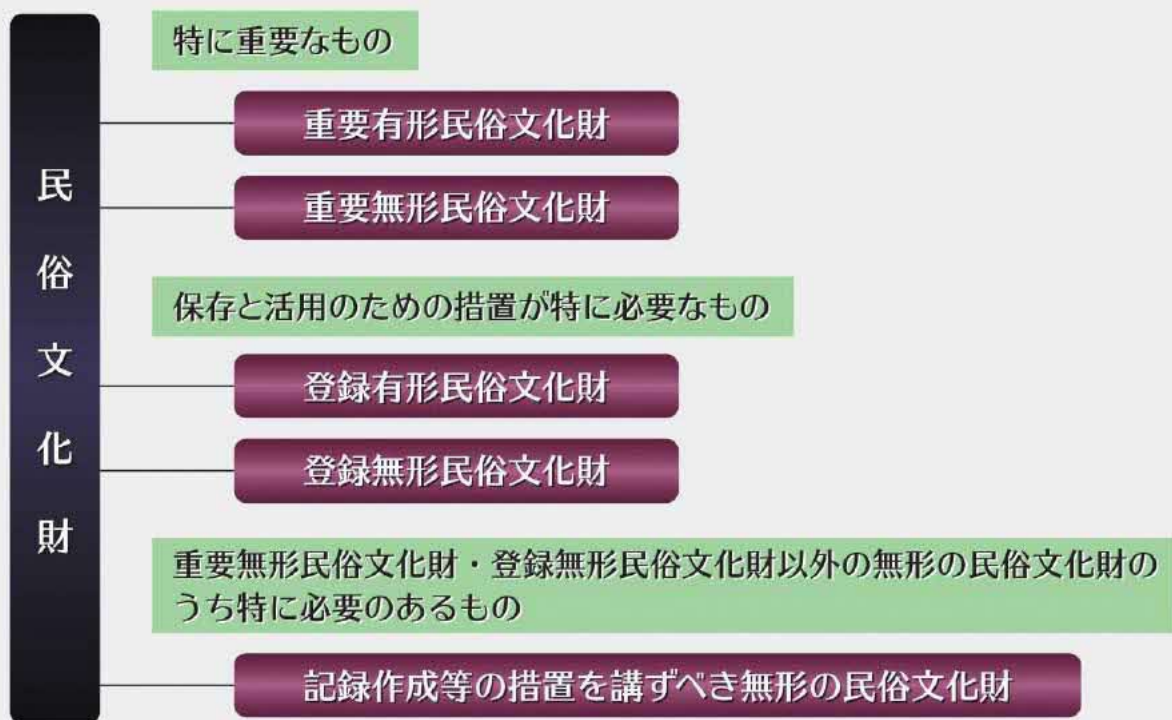 民俗文化財
特に重要なもの
重要有形民俗文化財
重要無形民俗文化財
保存と活用のための措置が特に必要なもの
登録有形民俗文化財
登録無形民俗文化財
重要無形民俗文化財・登録無形民俗文化財以外の無形の民俗文化財の
うち特に必要のあるもの
記録作成等の措置を講ずべき無形の民俗文化財